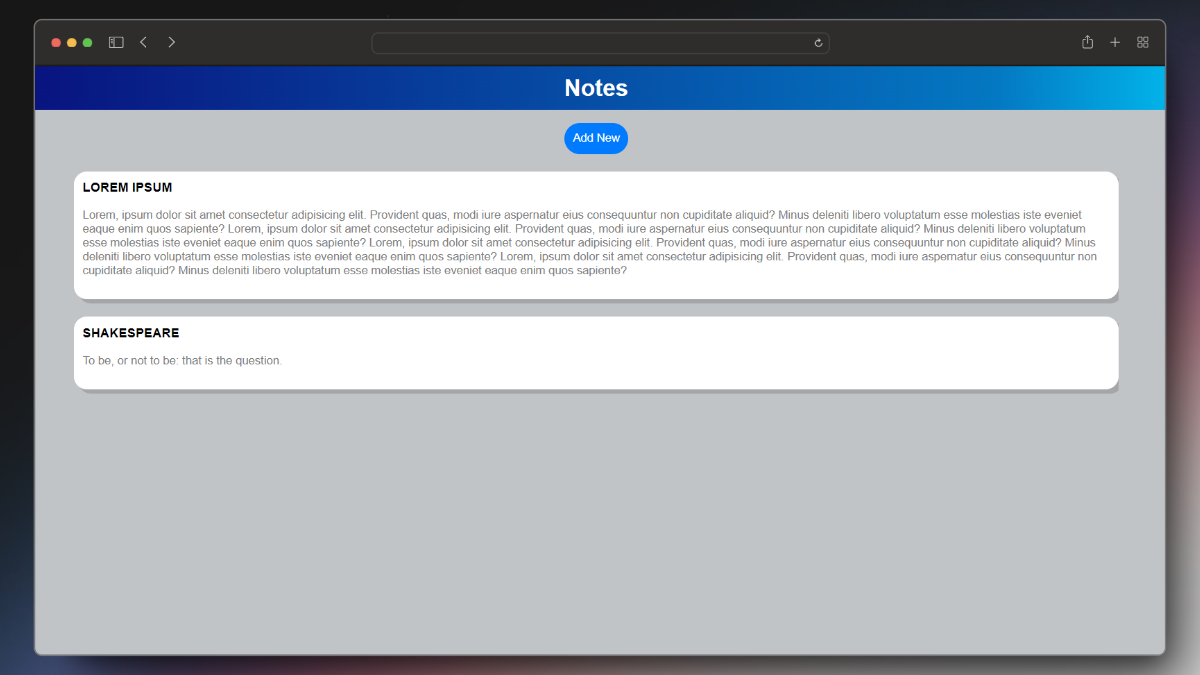 Notes
Add New
LOREM IPSUM
Lorem, ipsum dolor sit amet consectetur adipisicing elit. Provident quas, modi iure aspernatur eius consequuntur non cupiditate aliquid? Minus deleniti libero voluptatum esse molestias iste eveniet
eaque enim quos sapiente? Lorem, ipsum dolor sit amet consectetur adipisicing elit. Provident quas, modi iure aspernatur eius consequuntur non cupiditate aliquid? Minus deleniti libero voluptatum
esse molestias iste eveniet eaque enim quos sapiente? Lorem, ipsum dolor sit amet consectetur adipisicing elit. Provident quas, modi iure aspernatur eius consequuntur non cupiditate aliquid? Minus
deleniti libero voluptatum esse molestias iste eveniet eaque enim quos sapiente? Lorem, ipsum dolor sit amet consectetur adipisicing elit. Provident quas, modi iure aspernatur eius consequuntur non
cupiditate aliquid? Minus deleniti libero voluptatum esse molestias iste eveniet eaque enim quos sapiente?
SHAKESPEARE
To be, or not to be: that is the question.